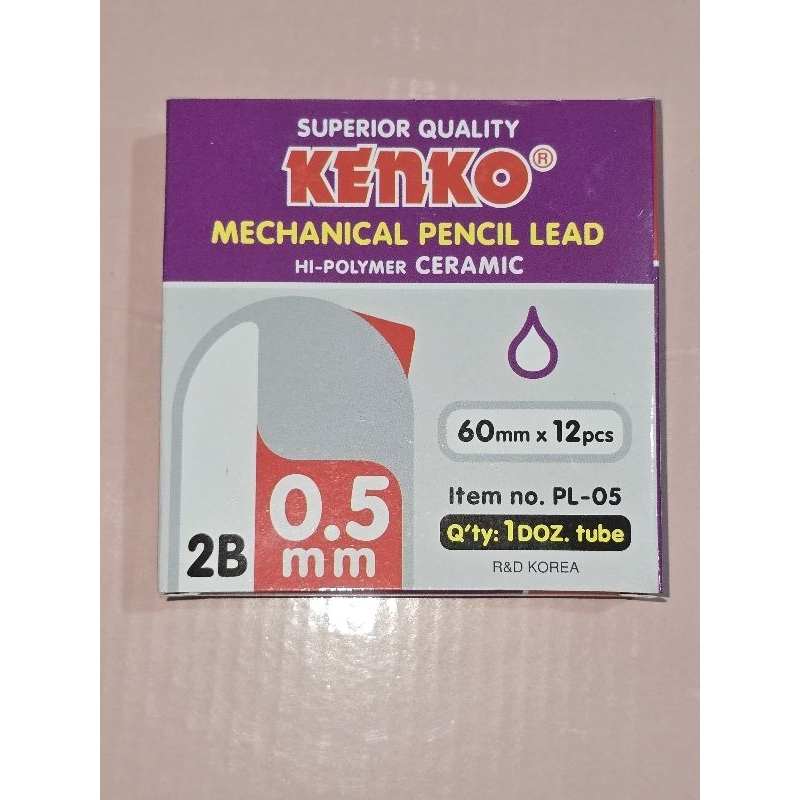 SUPERIOR QUALITY
KENKO®
MECHANICAL PENCIL LEAD
HI-POLYMER CERAMIC
60mm x 12pcs
Item no. PL-05
Q'ty: 1DOZ. tube
R&D KOREA
0.5
mm
2B